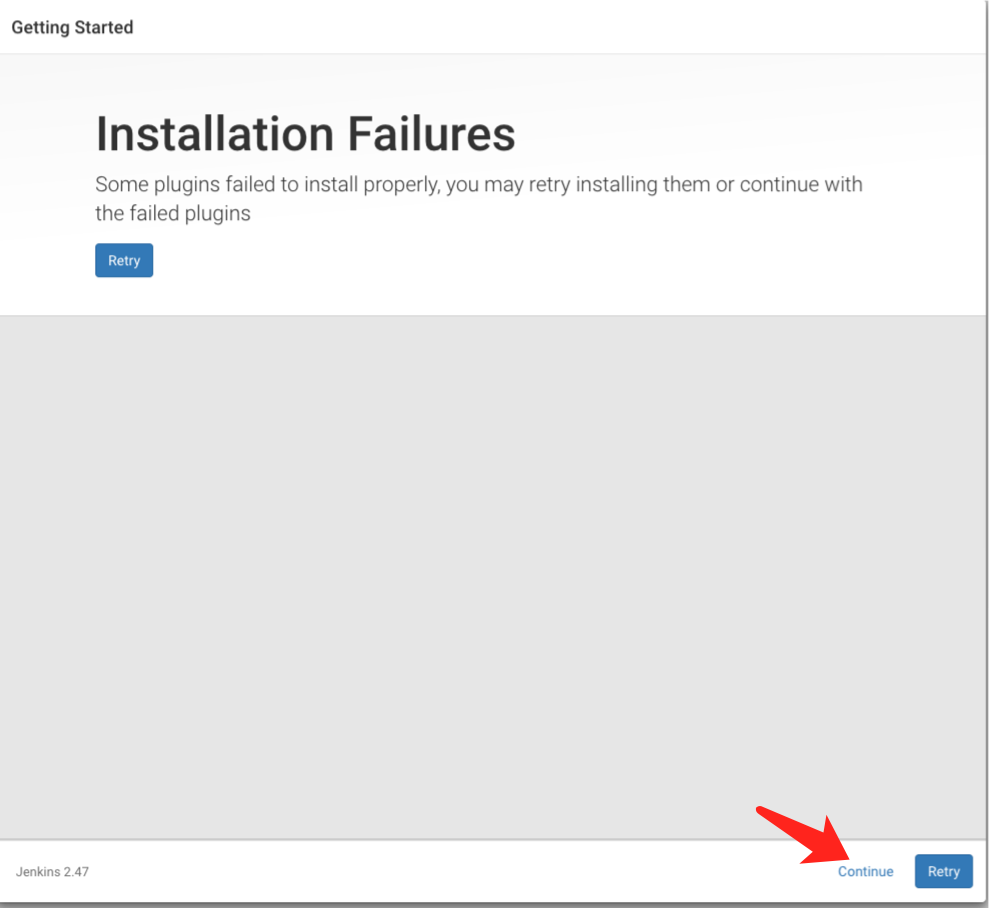 Getting Started
Installation Failures
Some plugins failed to install properly, you may retry installing them or continue with
the failed plugins
Retry
Jenkins 2.47
Continue
Retry